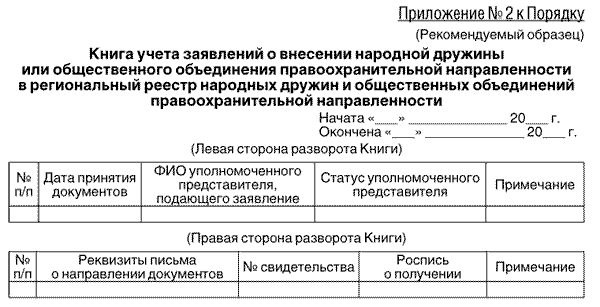 Приложение № 2 к Порядку
(Рекомендуемый образец)
Книга учета заявлений о внесении народной дружины
или общественного объединения правоохранительной направленности
в региональный реестр народных дружин и общественных объединений
правоохранительной направленности
Начата «___» ________________ 20___ г.
Окончена «___» ______________ 20___ г.
(Левая сторона разворота Книги)
№ п/п
Дата принятия
документов
ФИО уполномоченного
представителя,
подающего заявление
Статус уполномоченного
представителя
Примечание
(Правая сторона разворота Книги)
№ п/п
Реквизиты письма
о направлении документов
№ свидетельства
Роспись
о получении
Примечание